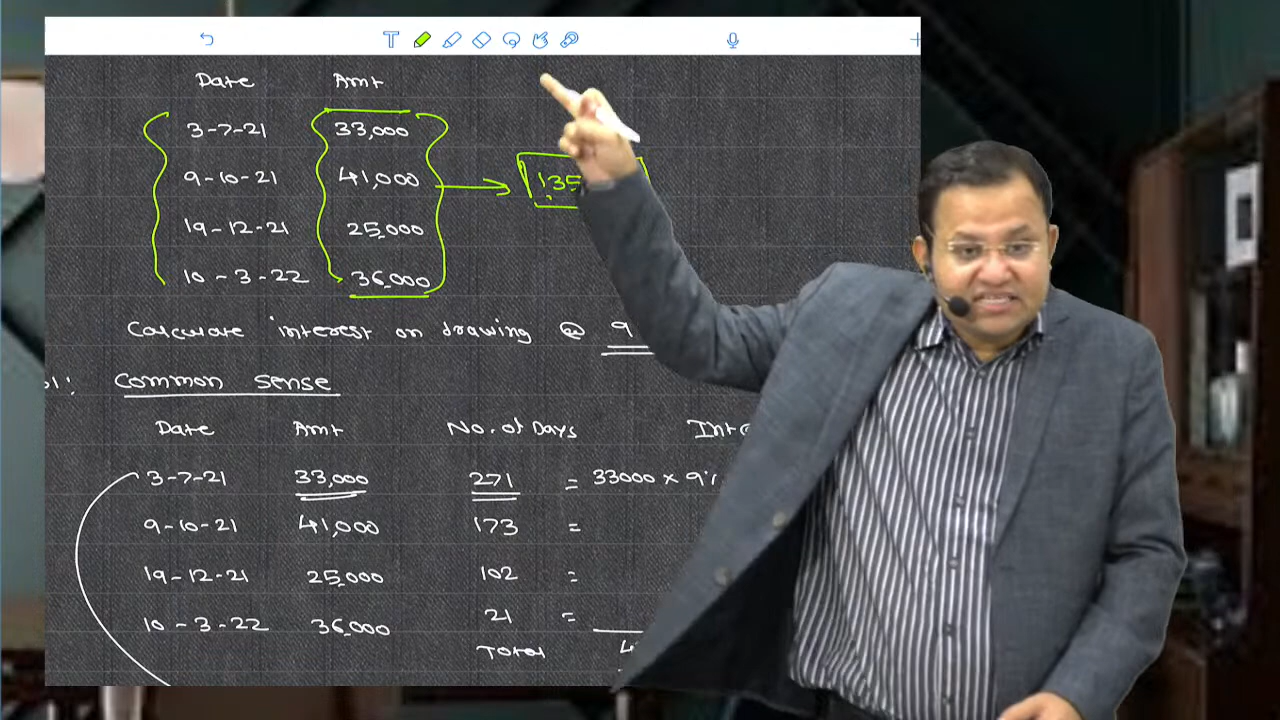 Date Amt
3-7-21 33,000
9-10-21 41,000 135
19-12-21 25,000
10-3-22 36,000
Calculate interest on drawing @ 9
Common sense
Date Amt No. of Days
3-7-21 33,000 271 = 33000 x 9%
9-10-21 41,000 173 =
19-12-21 25,000 102 =
10-3-22 36,000 21 =
Total